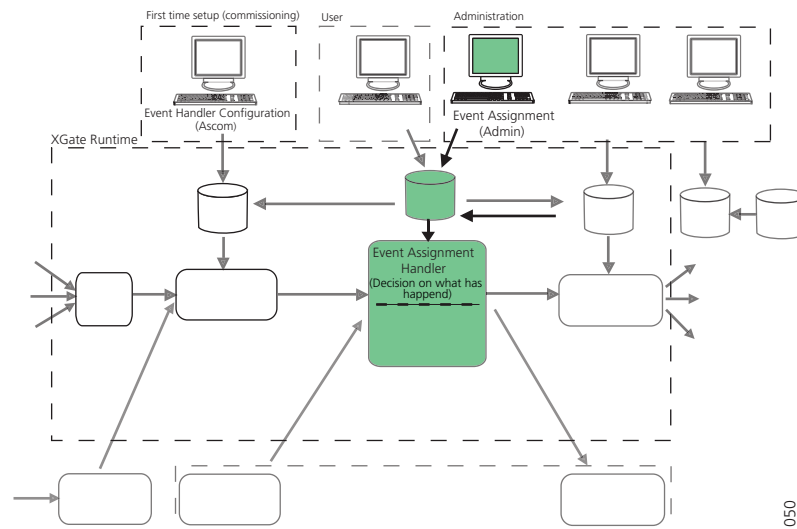 First time setup (commissioning)
User
Administration
Event Handler Configuration
(Ascom)
Event Assignment
(Admin)
XGate Runtime
Event Assignment
Handler
(Decision on what has
happend)
050